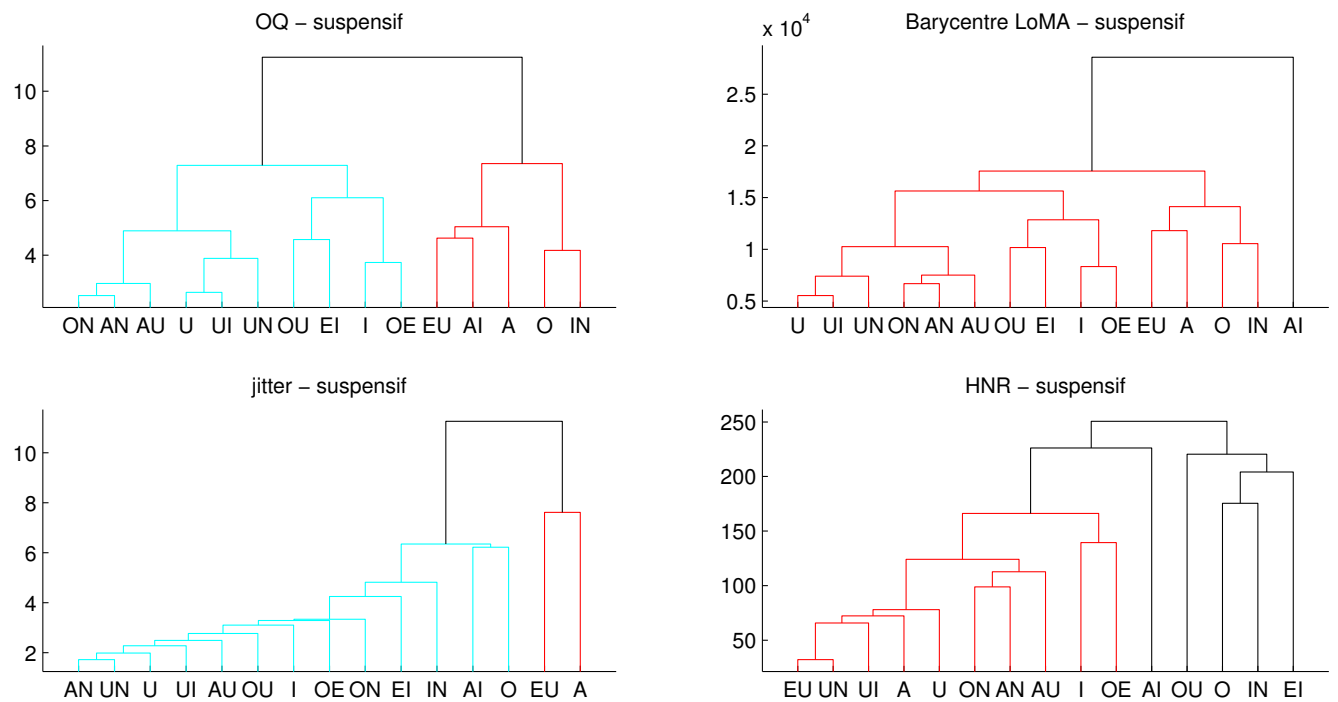 OQ − suspensif
10
8
6
4
ON AN AU U UI UN OU EI I OE EU AI A O IN
Barycentre LoMA − suspensif
x 10^4
2.5
2
1.5
1
0.5
U UI UN ON AN AU OU EI I OE EU A O IN AI
jitter − suspensif
10
8
6
4
2
AN UN U UI AU OU I OE ON EI IN AI O EU A
HNR − suspensif
250
200
150
100
50
EU UN UI A U ON AN AU I OE AI OU O IN EI